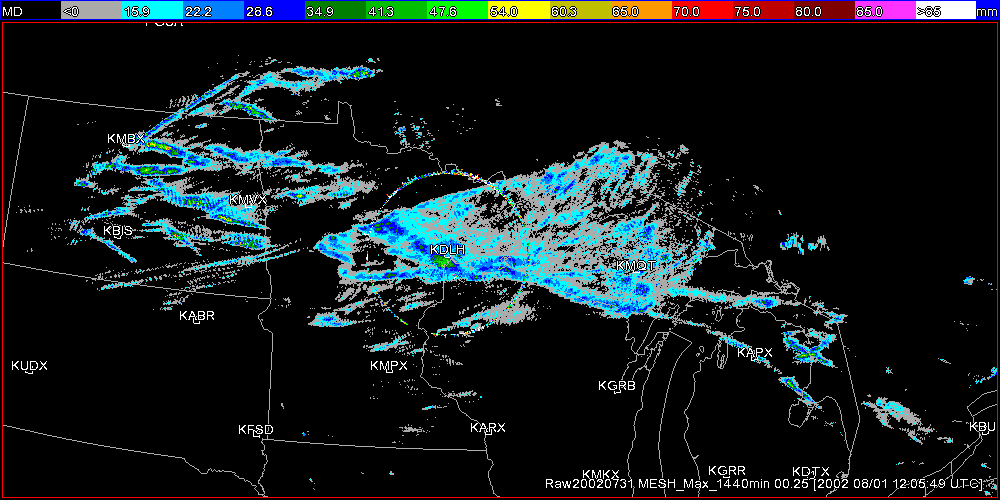 MD <0 15.9 22.2 28.6 34.9 41.3 47.6 54.0 60.3 65.0 70.0 75.0 80.0 85.0 >85 mm
KMBX
KMVX
KBIS
KDLH
KMQT
KABR
KAPX
KUDX
KMPX
KGRB
KFSD
KARX
KBU
KMKX
KGRR
KDTX
Raw20020731 MESH_Max_1440min 00.25 [2002 08/01 12:05:49 UTC]